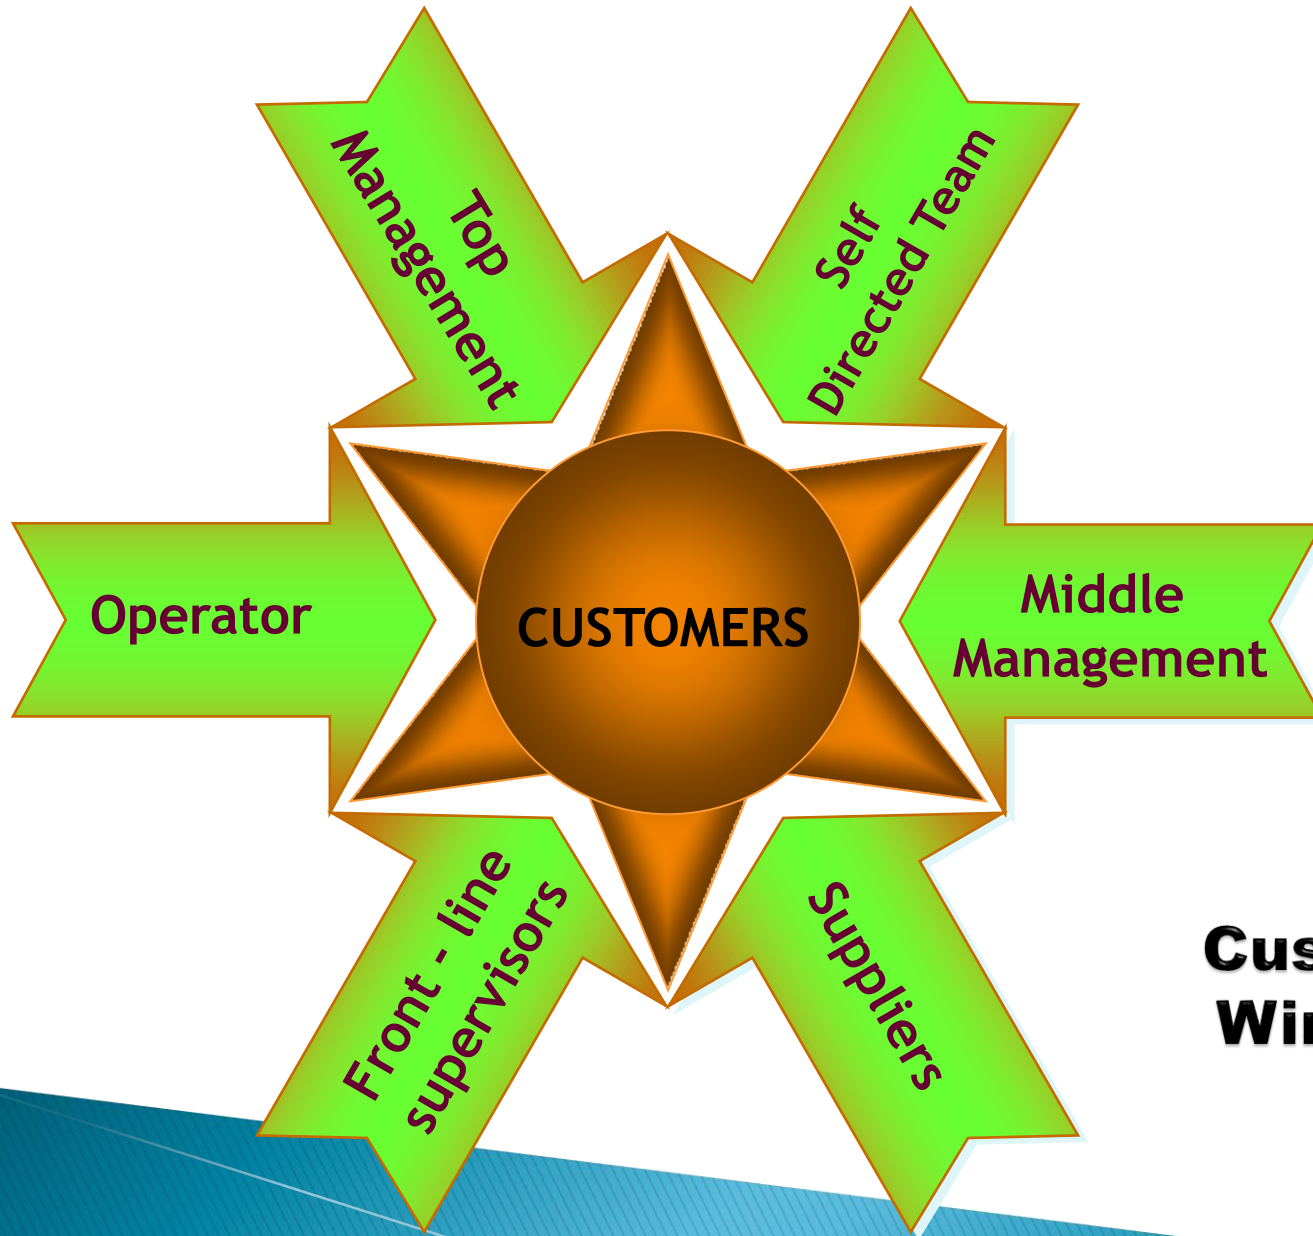 Top
Management
Self
Directed Team
Operator
CUSTOMERS
Middle
Management
Front - line
supervisors
Suppliers